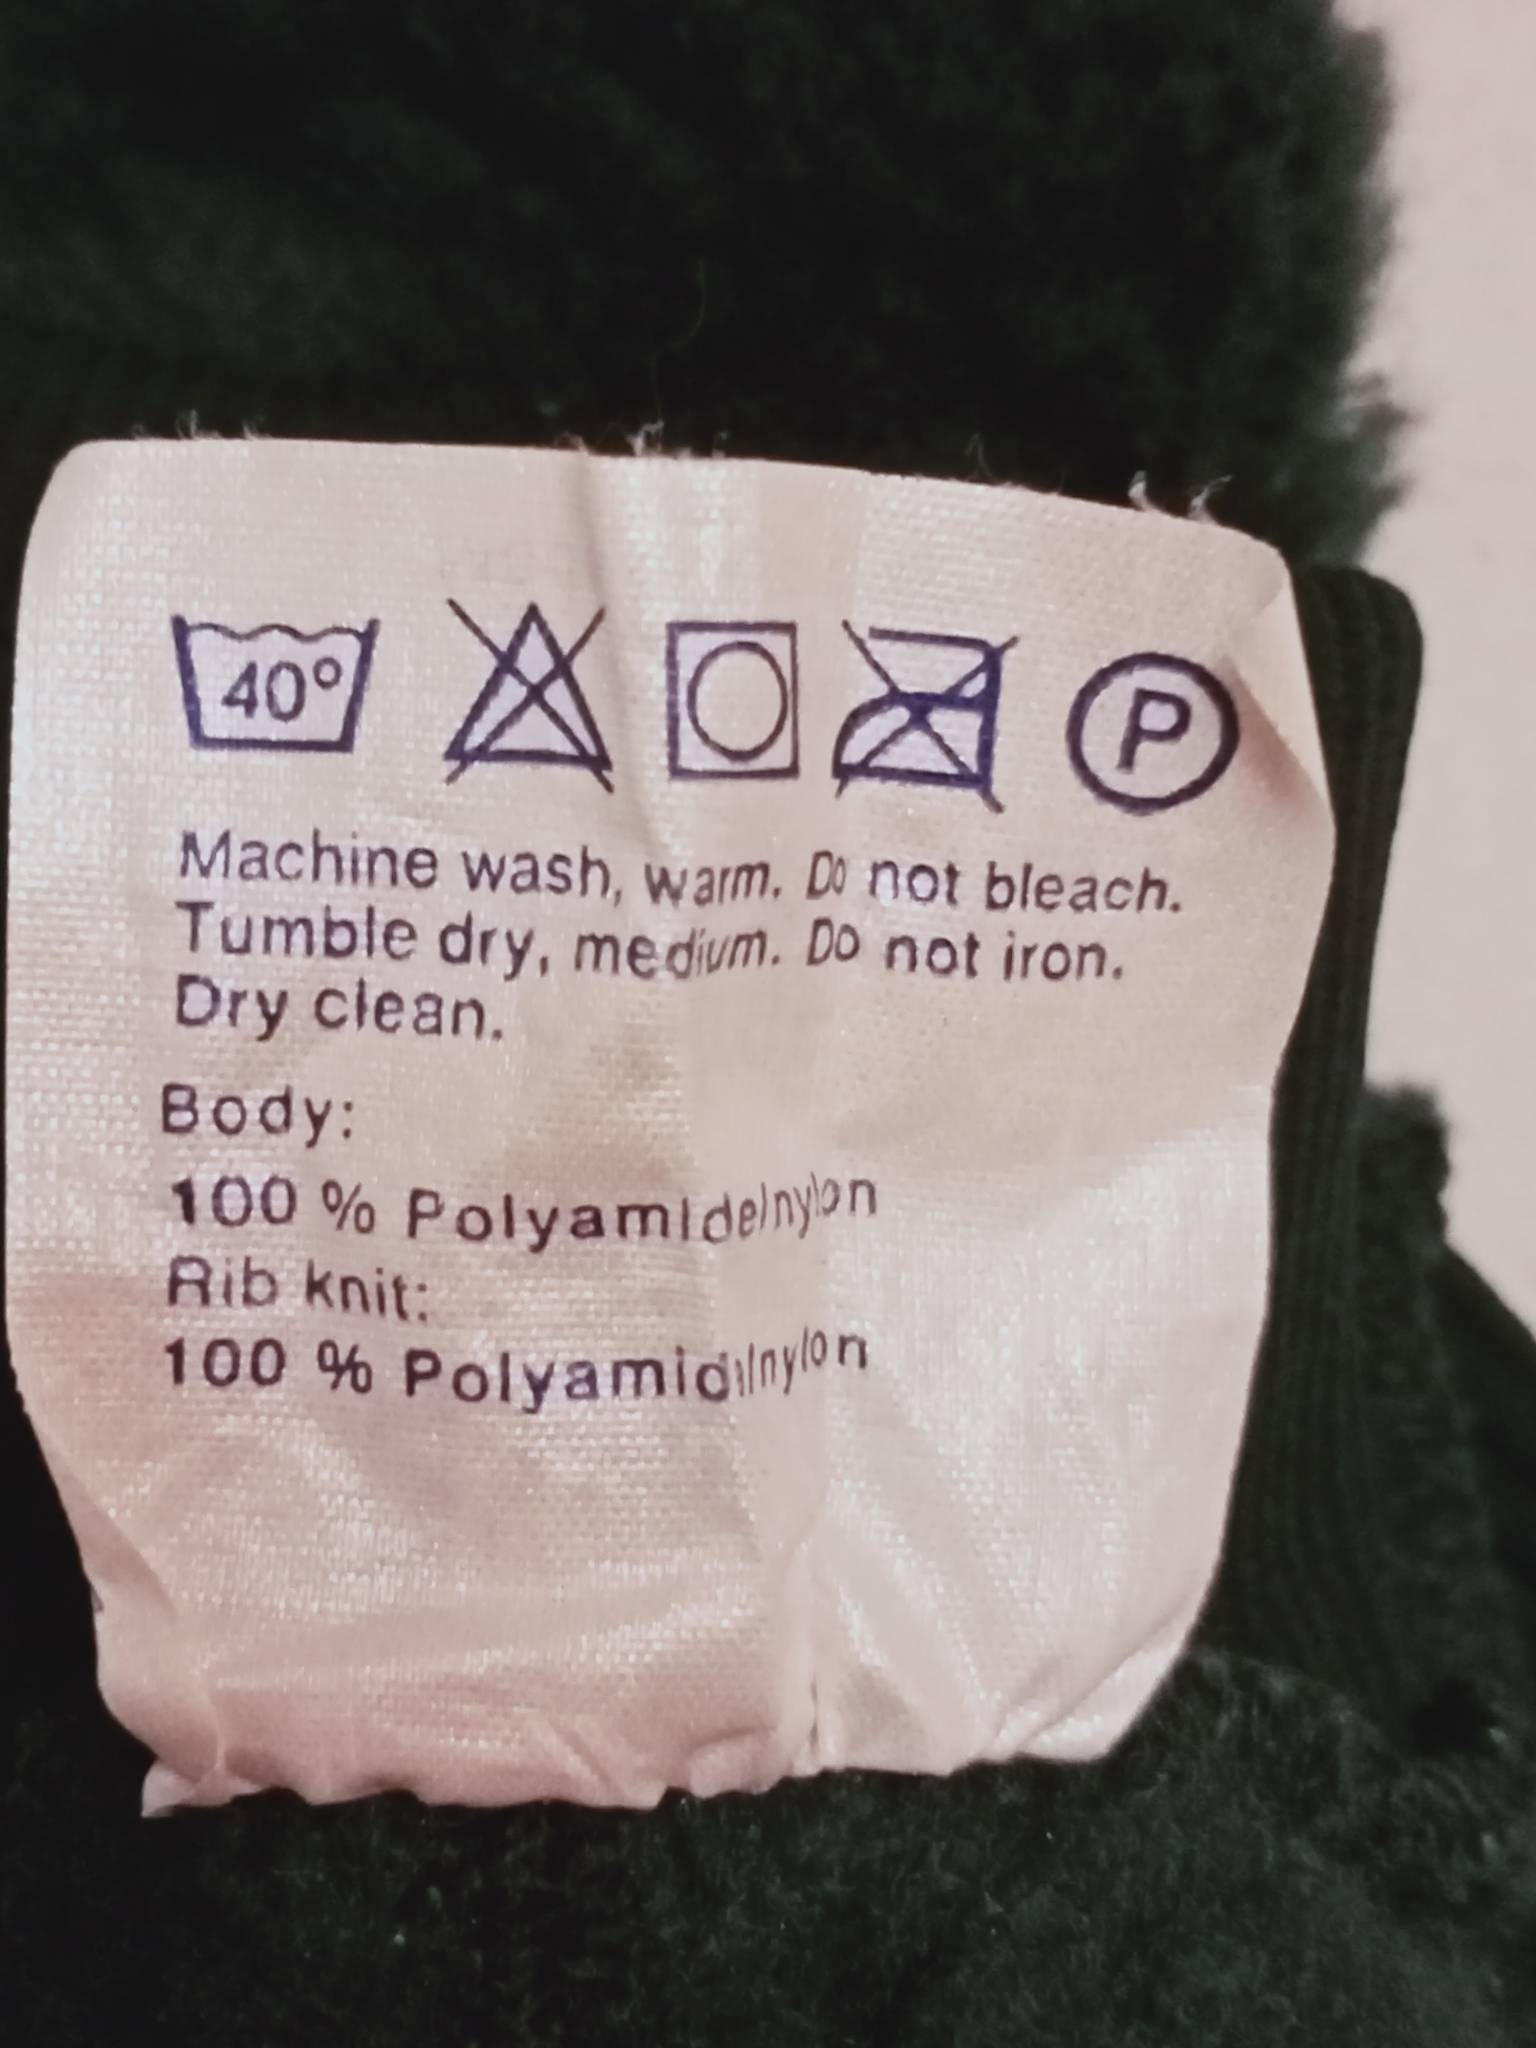 40°
P
Machine wash, warm. Do not bleach.
Tumble dry, medium. Do not iron.
Dry clean.
Body:
100 % Polyamide/nylon
Rib knit:
100 % Polyamid/nylon